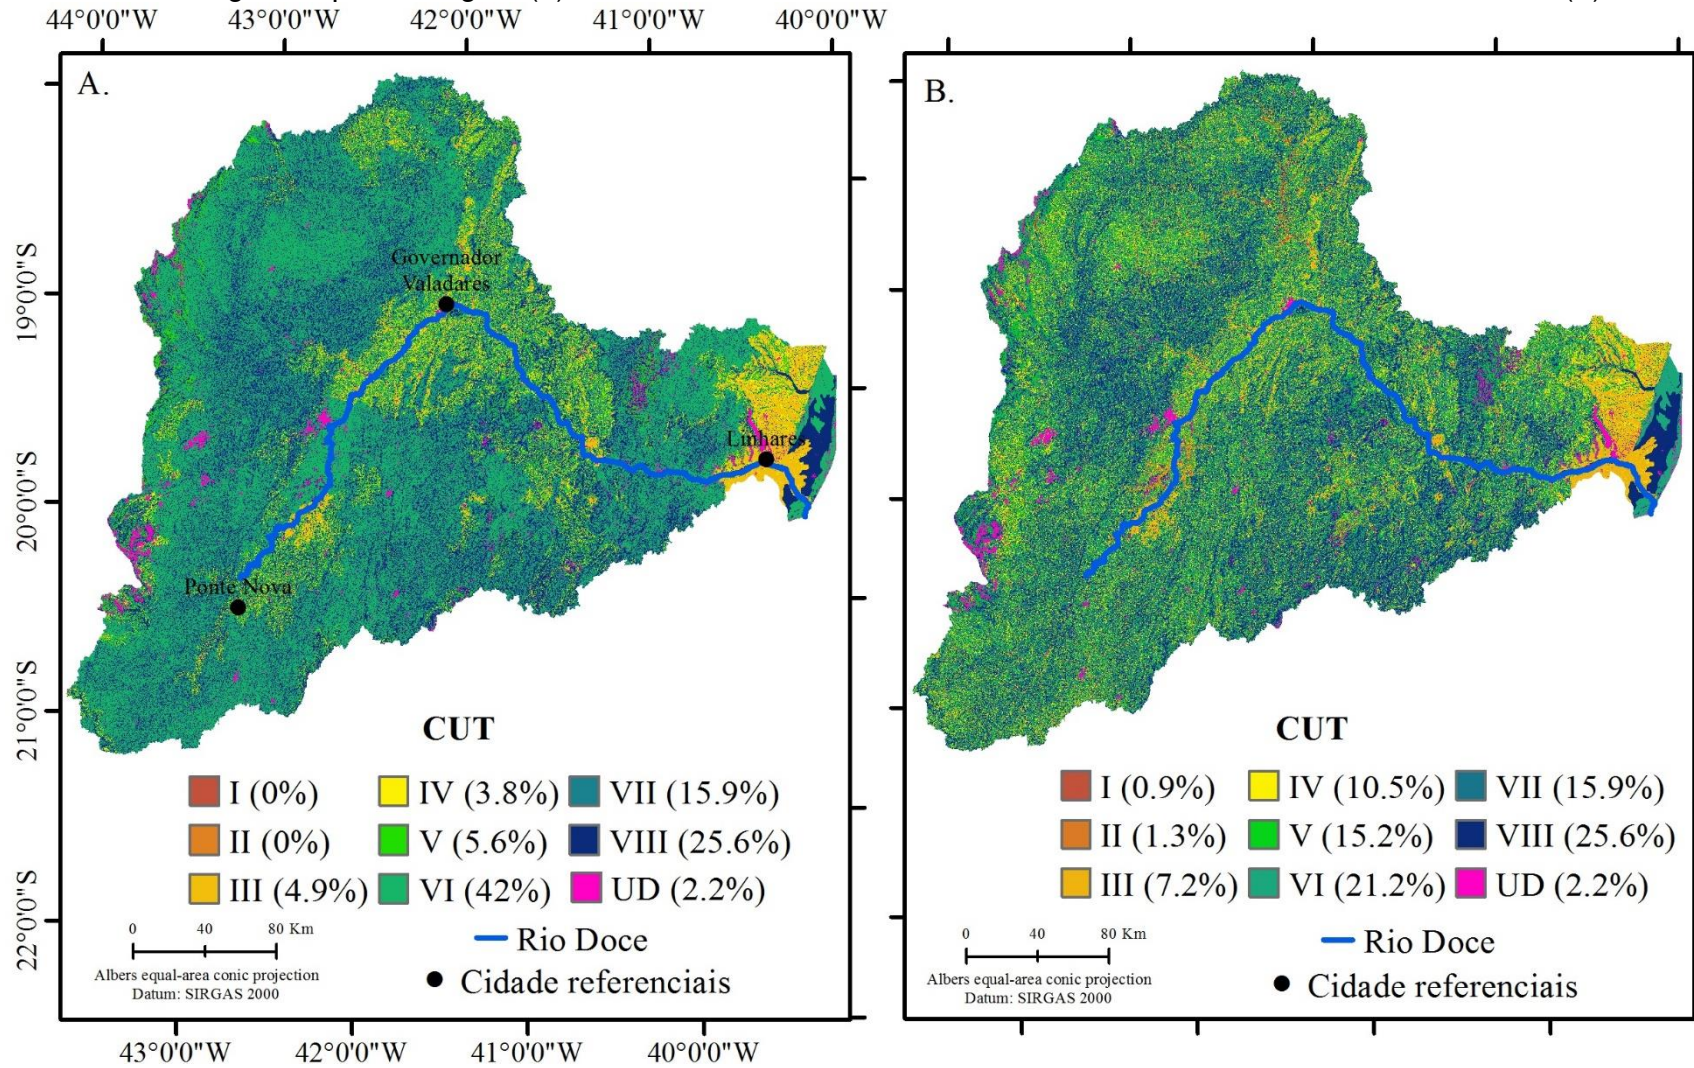 44°0'0"W 43°0'0"W 42°0'0"W 41°0'0"W 40°0'0"W
A.
B.
19°0'0"S
20°0'0"S
21°0'0"S
22°0'0"S
Governador
Valadares
Linhares
Ponte Nova
CUT
I (0%) IV (3.8%) VII (15.9%)
II (0%) V (5.6%) VIII (25.6%)
III (4.9%) VI (42%) UD (2.2%)
0 40 80 Km
Rio Doce
Albers equal-area conic projection
Datum: SIRGAS 2000
Cidade referenciais
43°0'0"W 42°0'0"W 41°0'0"W 40°0'0"W
CUT
I (0.9%) IV (10.5%) VII (15.9%)
II (1.3%) V (15.2%) VIII (25.6%)
III (7.2%) VI (21.2%) UD (2.2%)
0 40 80 Km
Rio Doce
Albers equal-area conic projection
Datum: SIRGAS 2000
Cidade referenciais